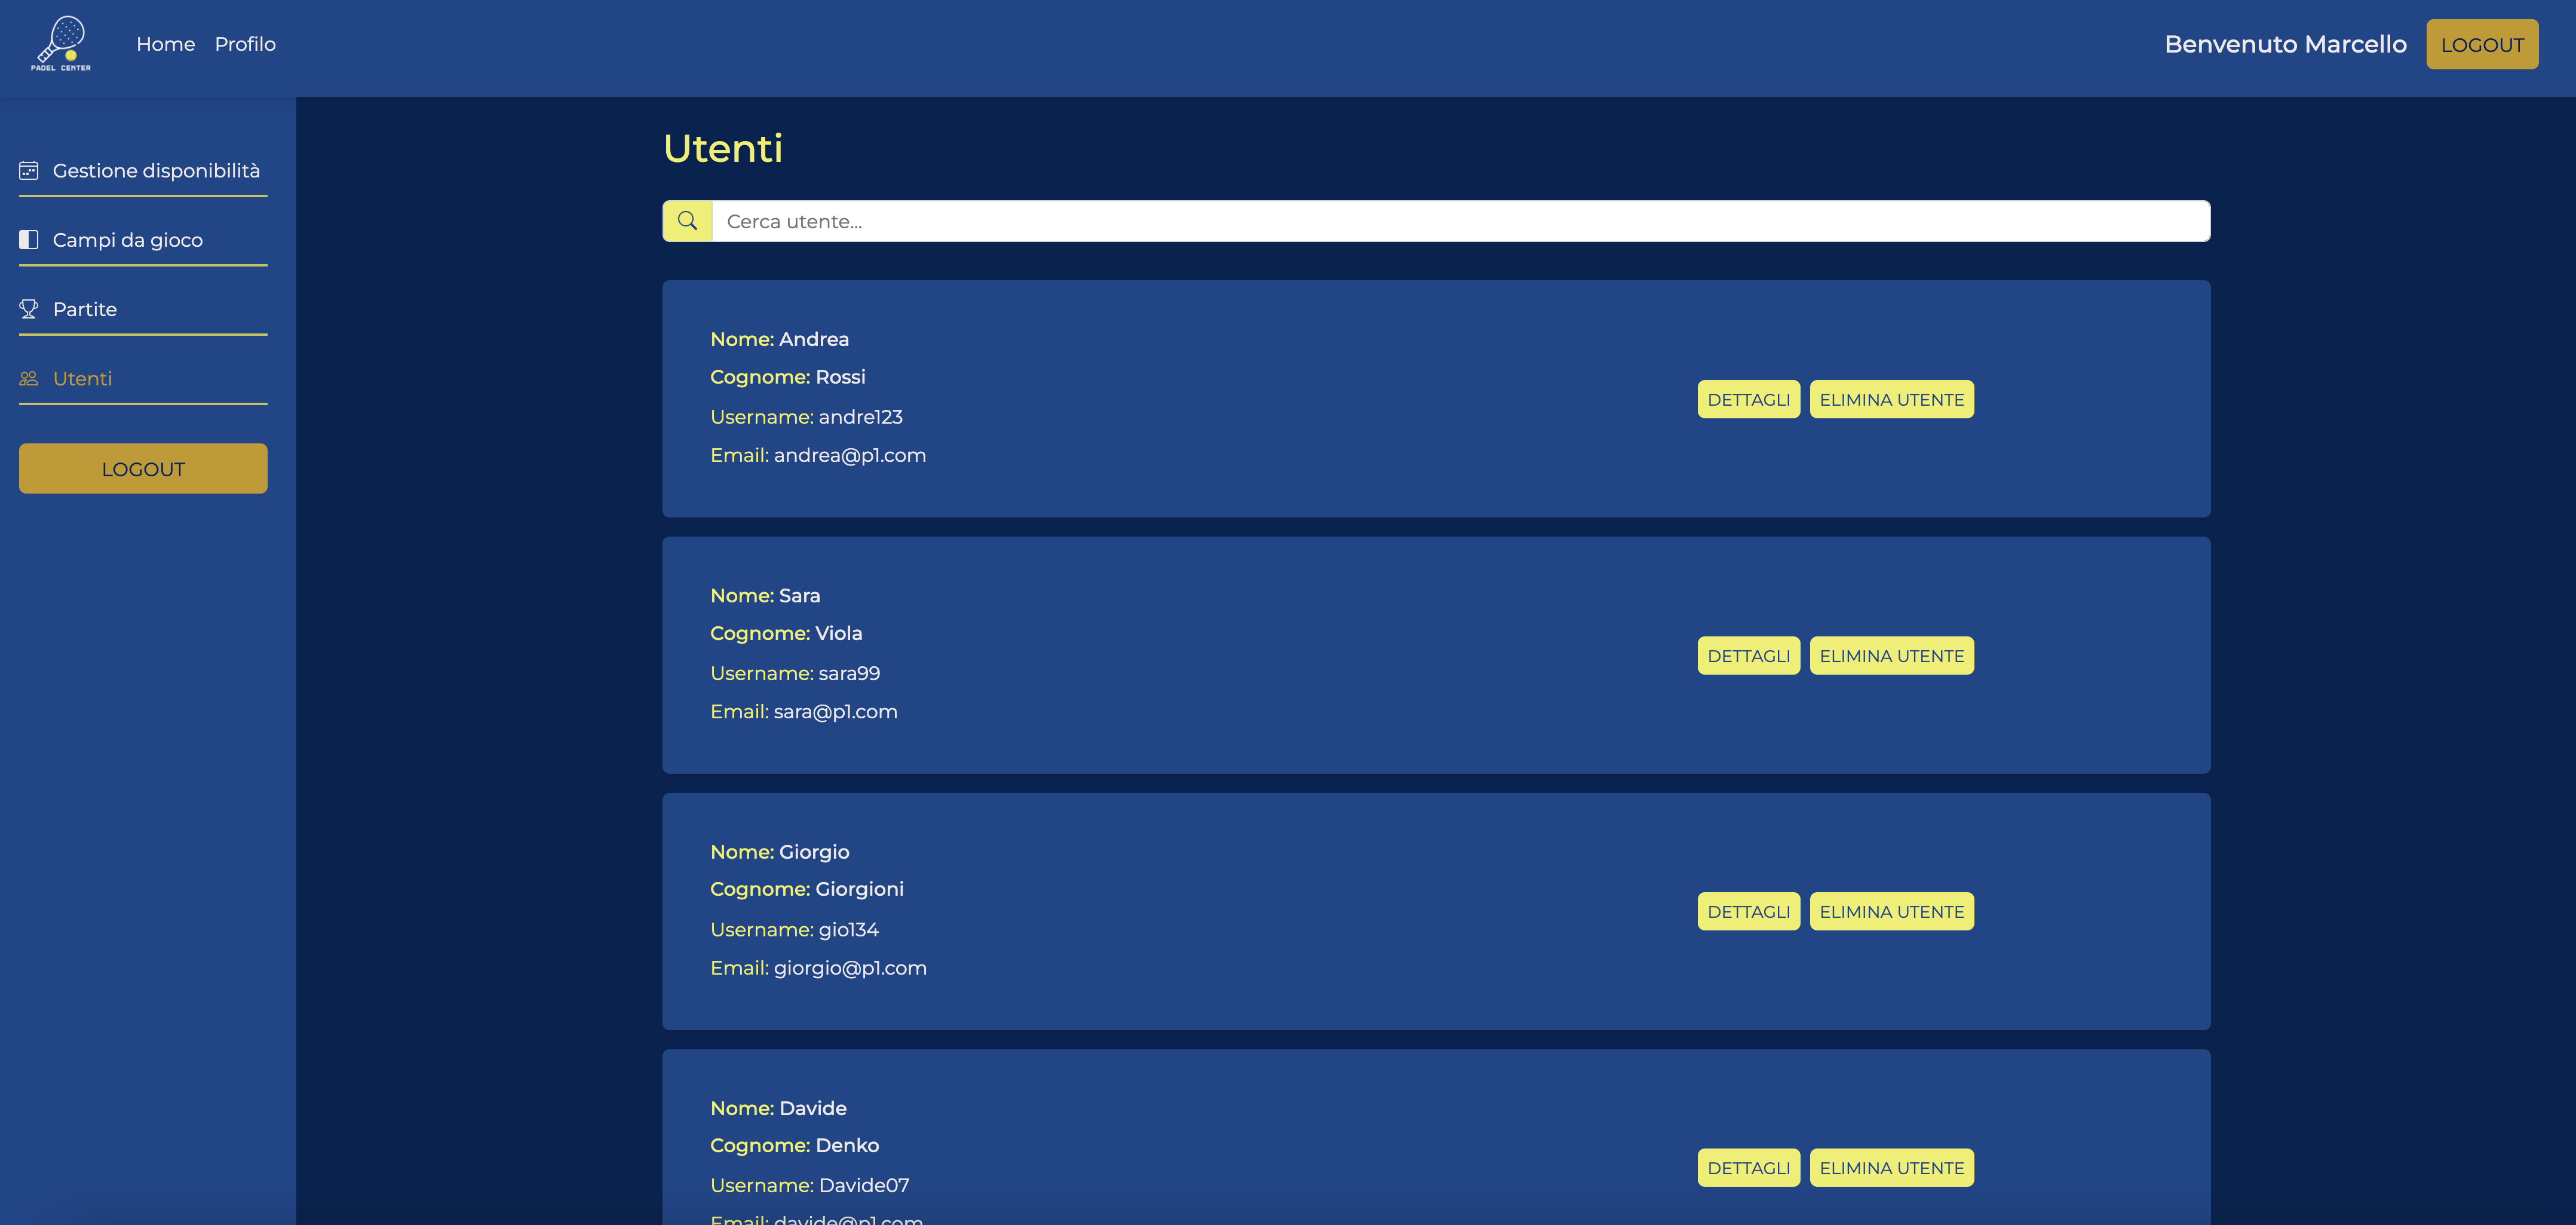 PADEL CENTER
Home Profilo
Benvenuto Marcello
LOGOUT
Gestione disponibilità
Campi da gioco
Partite
Utenti
LOGOUT
Utenti
Cerca utente...
Nome: Andrea
Cognome: Rossi
Username: andre123
Email: andrea@p1.com
DETTAGLI ELIMINA UTENTE
Nome: Sara
Cognome: Viola
Username: sara99
Email: sara@p1.com
DETTAGLI ELIMINA UTENTE
Nome: Giorgio
Cognome: Giorgioni
Username: gio134
Email: giorgio@p1.com
DETTAGLI ELIMINA UTENTE
Nome: Davide
Cognome: Denko
Username: Davide07
Email: davide@p1.com
DETTAGLI ELIMINA UTENTE